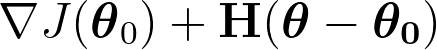 ∇J(𝜽₀) + 𝐇(𝜽 − 𝜽₀)